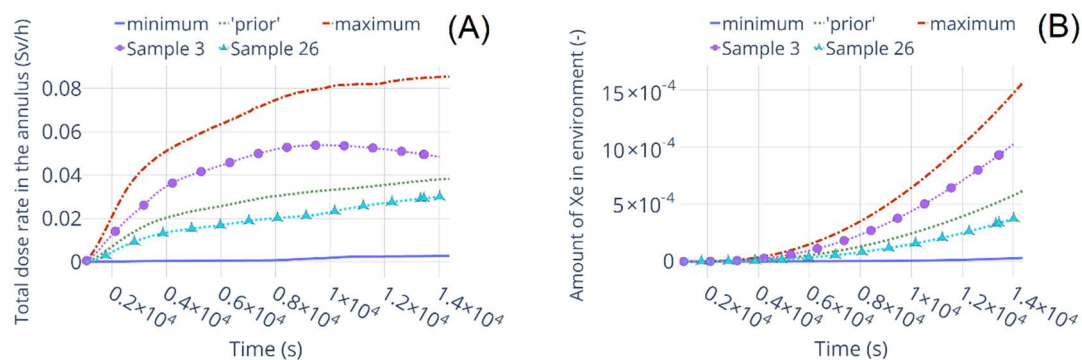 minimum 'prior' maximum
Sample 3 Sample 26
(A)
Total dose rate in the annulus (Sv/h)
0.08
0.06
0.04
0.02
0
0.2×10⁴
0.4×10⁴
0.6×10⁴
0.8×10⁴
1×10⁴
1.2×10⁴
1.4×10⁴
Time (s)
minimum 'prior' maximum
Sample 3 Sample 26
(B)
Amount of Xe in environment (-)
15×10⁻⁴
10×10⁻⁴
5×10⁻⁴
0
0.2×10⁴
0.4×10⁴
0.6×10⁴
0.8×10⁴
1×10⁴
1.2×10⁴
1.4×10⁴
Time (s)